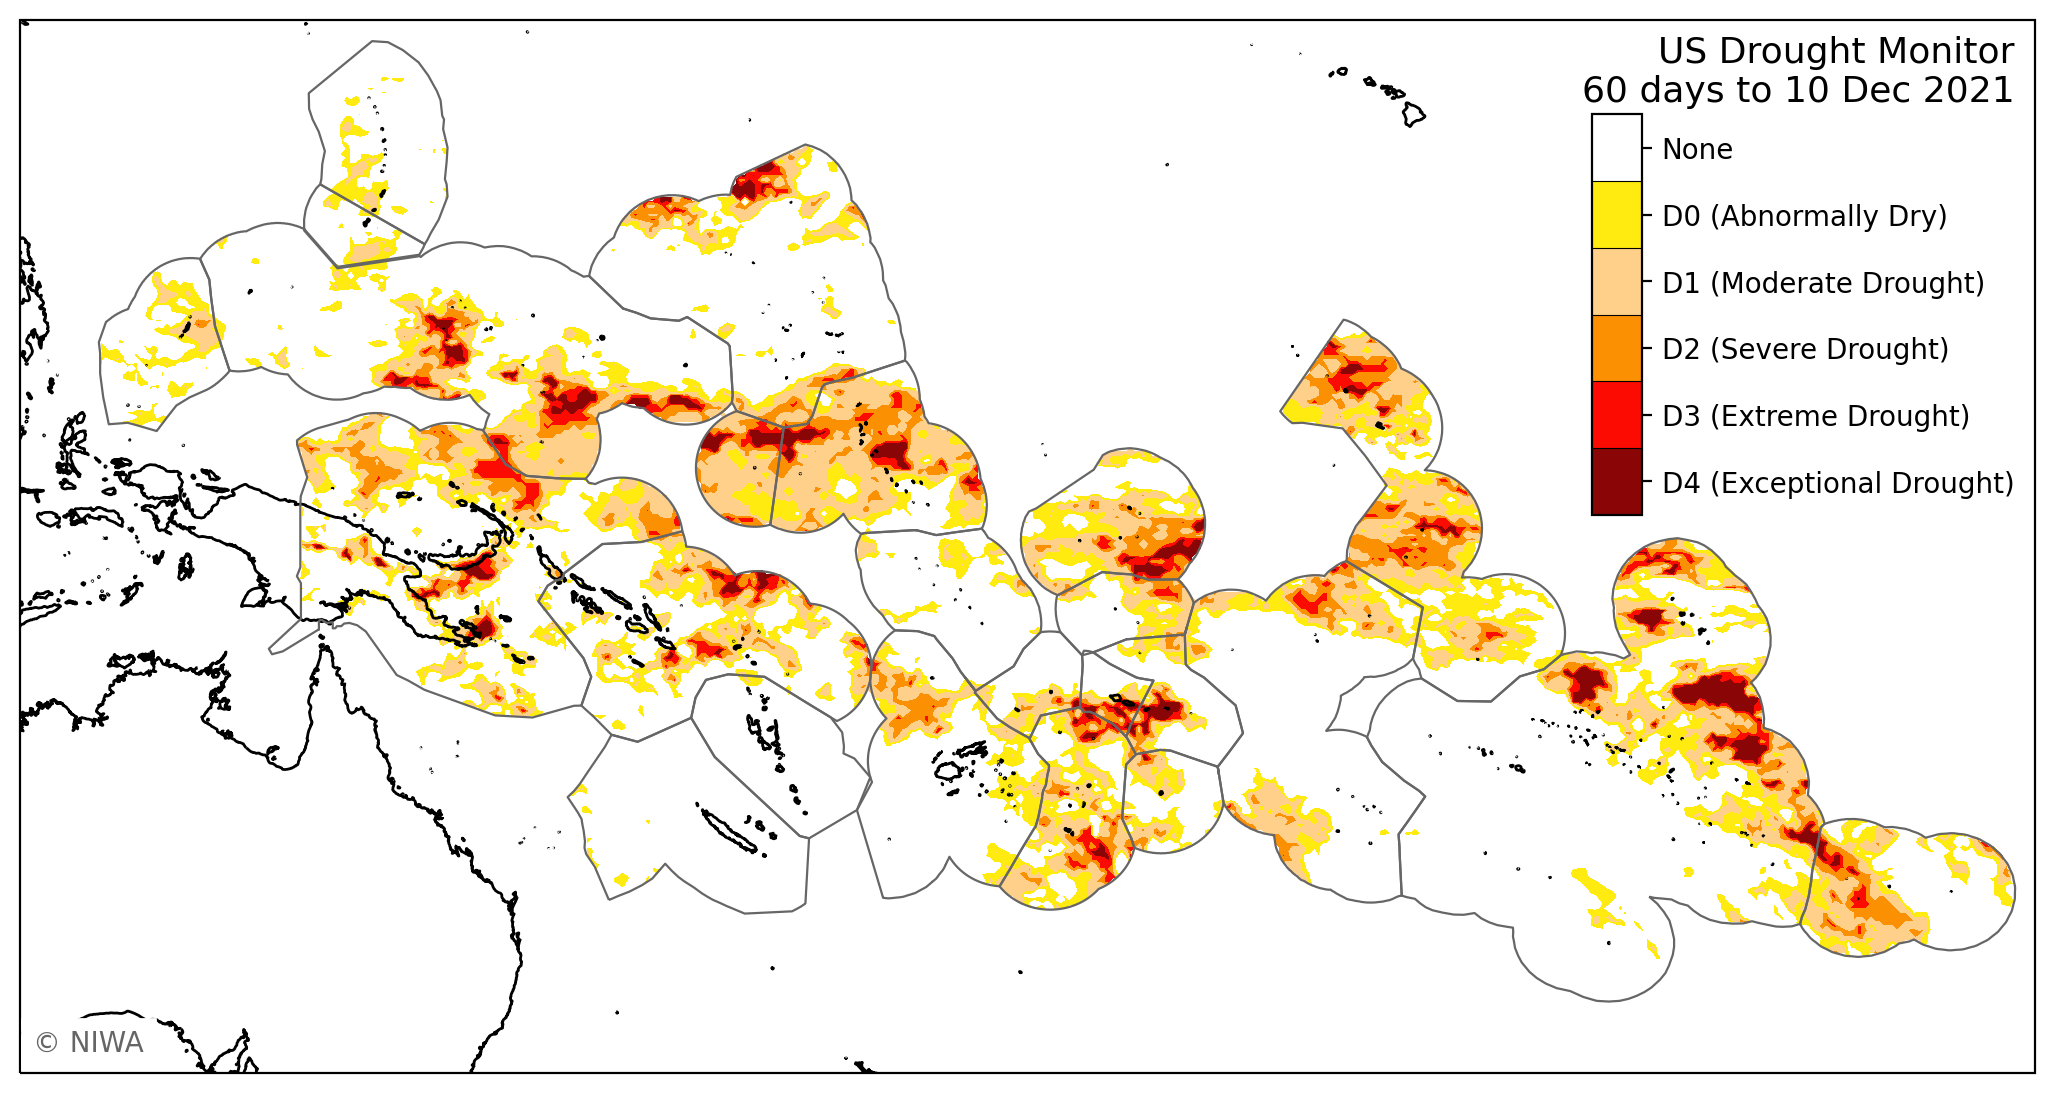 US Drought Monitor
60 days to 10 Dec 2021
None
D0 (Abnormally Dry)
D1 (Moderate Drought)
D2 (Severe Drought)
D3 (Extreme Drought)
D4 (Exceptional Drought)
© NIWA